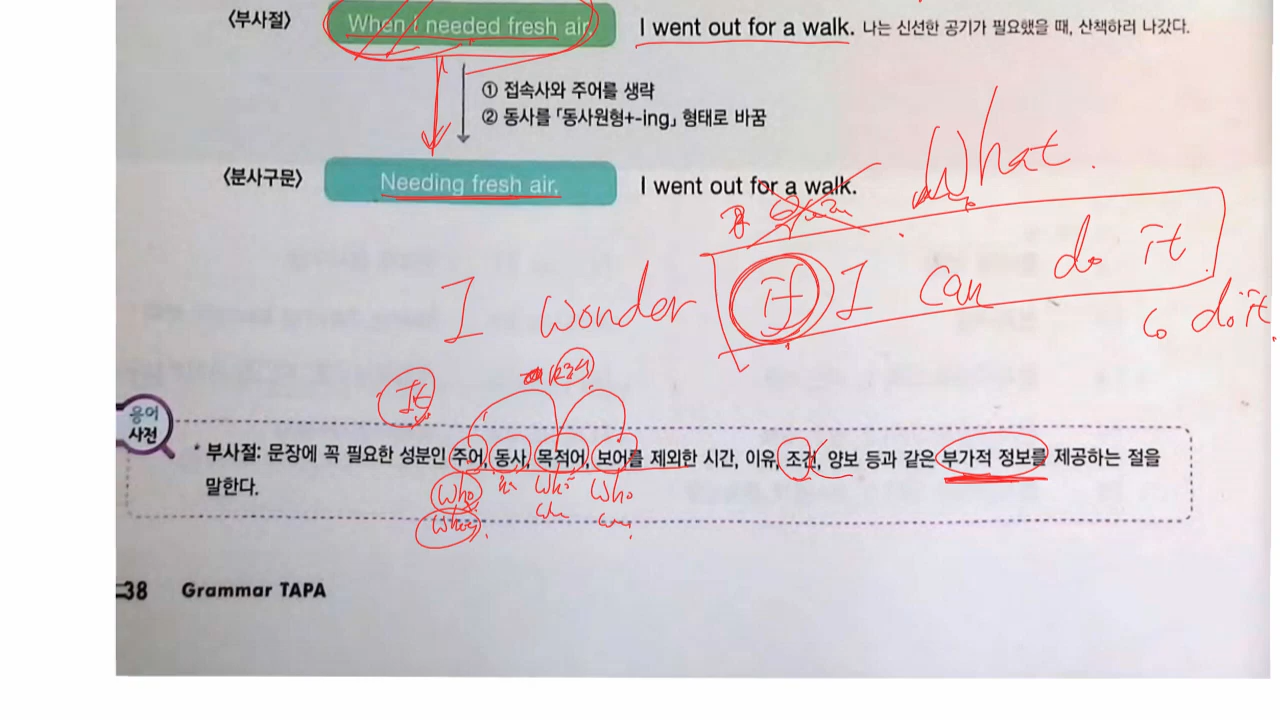 <부사절> When I needed fresh air, I went out for a walk. 나는 신선한 공기가 필요했을 때, 산책하러 나갔다.
① 접속사와 주어를 생략
② 동사를 「동사원형+-ing」 형태로 바꿈
What.
<분사구문> Needing fresh air, I went out for a walk.
I wonder if I can do it
do it
It
용어
사전
* 부사절: 문장에 꼭 필요한 성분인 주어, 동사, 목적어, 보어를 제외한 시간, 이유, 조건, 양보 등과 같은 부가적 정보를 제공하는 절을
말한다.
Who Who
38 Grammar TAPA